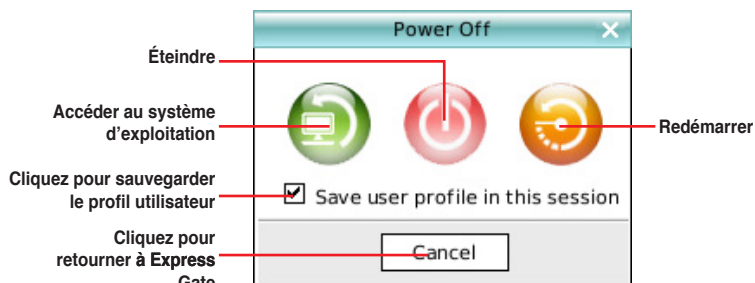 Power Off
Éteindre
Accéder au système
d'exploitation
Redémarrer
Cliquez pour sauvegarder
le profil utilisateur
Save user profile in this session
Cliquez pour
retourner à Express
Gate
Cancel